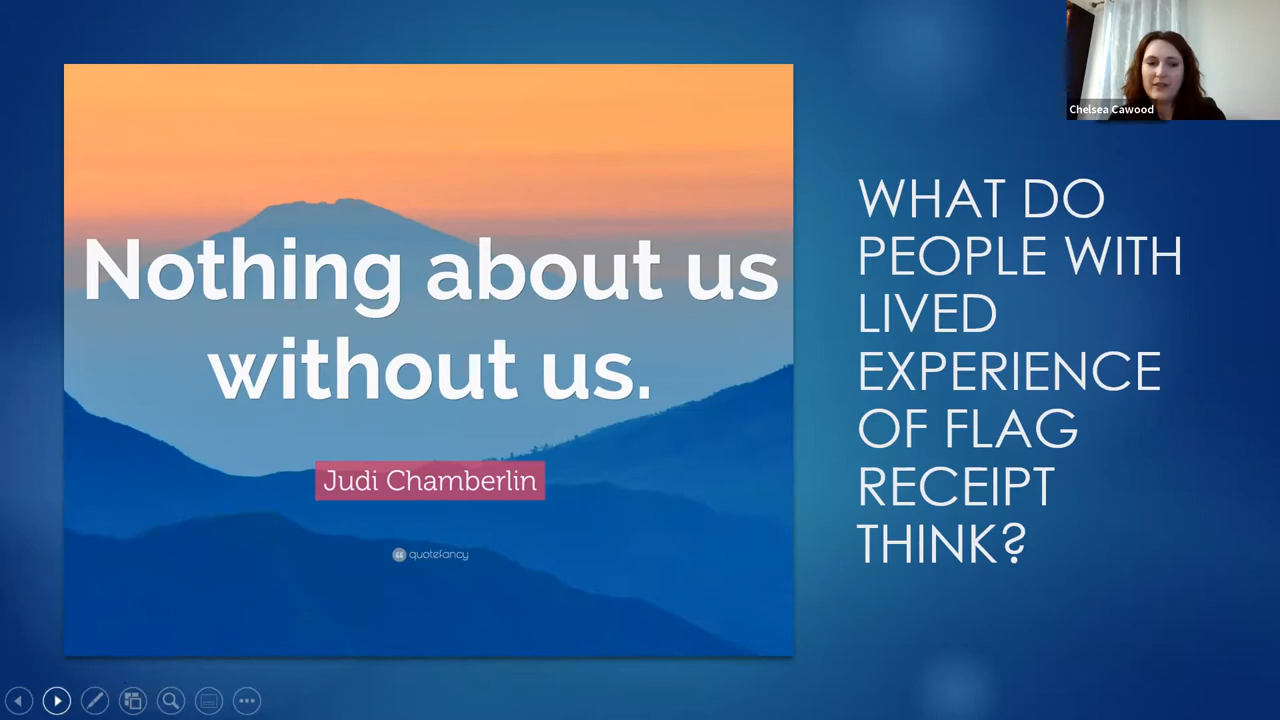 Nothing about us
without us.
Judi Chamberlin
quotefancy
Chelsea Cawood
WHAT DO
PEOPLE WITH
LIVED
EXPERIENCE
OF FLAG
RECEIPT
THINK?